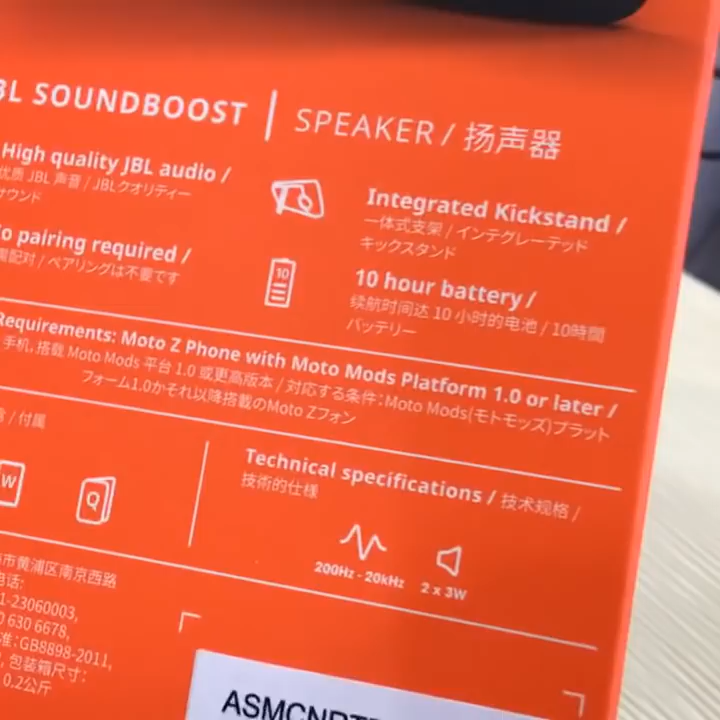 BL SOUNDBOOST | SPEAKER / 扬声器
High quality JBL audio /
优质 JBL 声音 / JBLクオリティー
サウンド
Integrated Kickstand /
一体式支架 / インテグレーテッド
キックスタンド
o pairing required /
需配对 / ペアリングは不要です
10
10 hour battery /
续航时间达 10 小时的电池 / 10時間
バッテリー
Requirements: Moto Z Phone with Moto Mods Platform 1.0 or later /
手机, 搭载 Moto Mods 平台 1.0 或更高版本 / 対応する条件：Moto Mods(モトモッズ)プラット
フォーム1.0かそれ以降搭載のMoto Zフォン
/ 付属
W
Q
Technical specifications / 技术规格 /
技術的仕様
200Hz - 20kHz
2 x 3W
市黄浦区南京西路
电话:
1-23060003,
0 630 6678,
准: GB8898-2011,
, 包装箱尺寸:
0.2公斤